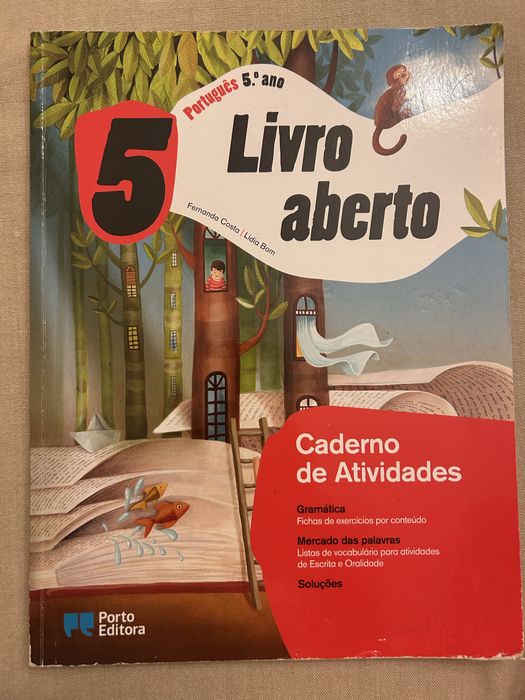 Português 5.º ano
5
Livro
aberto
Fernanda Costa | Lídia Bom
Caderno
de Atividades
Gramática
Fichas de exercícios por conteúdo
Mercado das palavras
Listas de vocabulário para atividades
de Escrita e Oralidade
Soluções
Porto
Editora